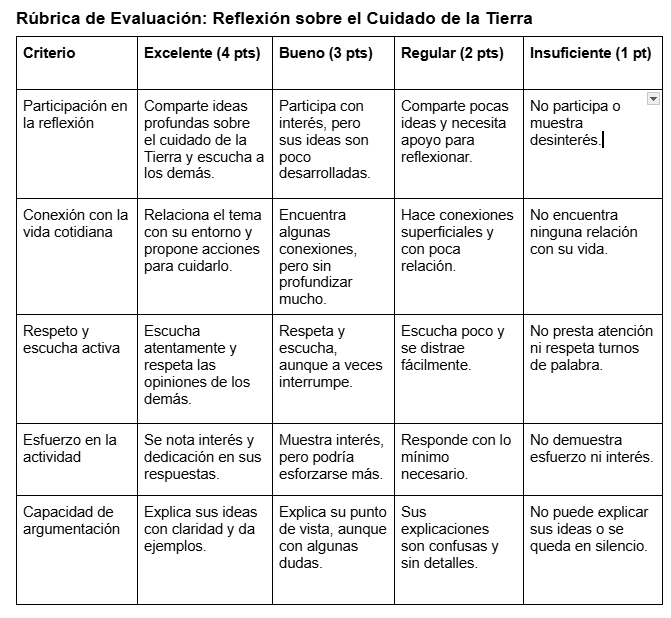 Rúbrica de Evaluación: Reflexión sobre el Cuidado de la Tierra
Criterio
Excelente (4 pts)
Bueno (3 pts)
Regular (2 pts)
Insuficiente (1 pt)
Participación en
la reflexión
Comparte ideas
profundas sobre
el cuidado de la
Tierra y escucha a
los demás.
Participa con
interés, pero
sus ideas son
poco
desarrolladas.
Comparte pocas
ideas y necesita
apoyo para
reflexionar.
No participa o
muestra
desinterés.
Conexión con la
vida cotidiana
Relaciona el tema
con su entorno y
propone acciones
para cuidarlo.
Encuentra
algunas
conexiones,
pero sin
profundizar
mucho.
Hace conexiones
superficiales y
con poca
relación.
No encuentra
ninguna relación
con su vida.
Respeto y
escucha activa
Escucha
atentamente y
respeta las
opiniones de los
demás.
Respeta y
escucha,
aunque a veces
interrumpe.
Escucha poco y
se distrae
fácilmente.
No presta atención
ni respeta turnos
de palabra.
Esfuerzo en la
actividad
Se nota interés y
dedicación en sus
respuestas.
Muestra interés,
pero podría
esforzarse más.
Responde con lo
mínimo
necesario.
No demuestra
esfuerzo ni interés.
Capacidad de
argumentación
Explica sus ideas
con claridad y da
ejemplos.
Explica su punto
de vista, aunque
con algunas
dudas.
Sus
explicaciones
son confusas y
sin detalles.
No puede explicar
sus ideas o se
queda en silencio.